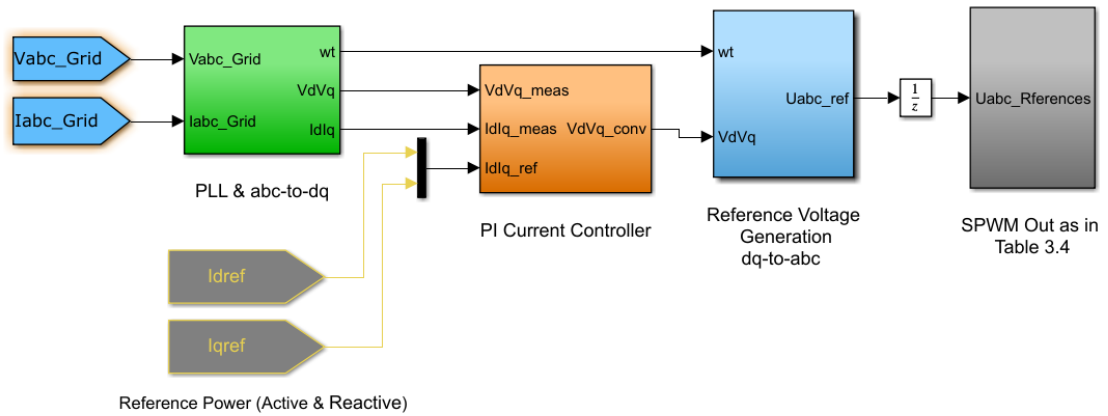 Vabc_Grid
Iabc_Grid
Vabc_Grid
Iabc_Grid
wt
VdVq
IdIq
PLL & abc-to-dq
VdVq_meas
IdIq_meas
IdIq_ref
VdVq_conv
PI Current Controller
wt
VdVq
Uabc_ref
Reference Voltage
Generation
dq-to-abc
1
z
Uabc_Rferences
SPWM Out as in
Table 3.4
Idref
Iqref
Reference Power (Active & Reactive)